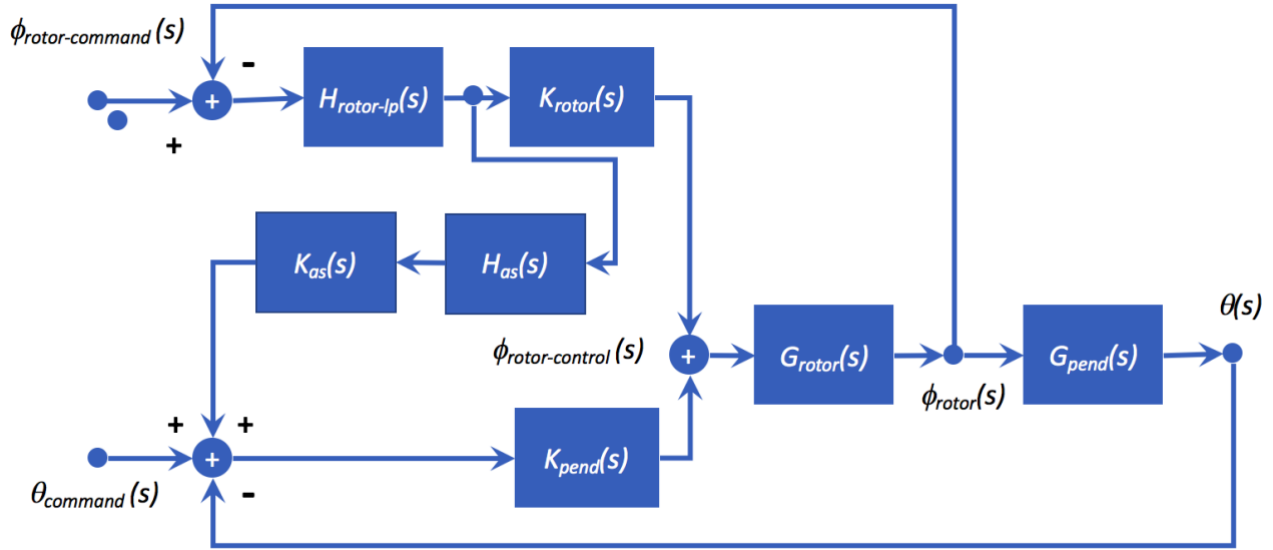 ϕrotor-command(s)
-
+
Hrotor-lp(s)
Krotor(s)
+
Kas(s)
Has(s)
θ(s)
ϕrotor-control(s)
+
Grotor(s)
Gpend(s)
ϕrotor(s)
+
+
+
Kpend(s)
θcommand(s)
-